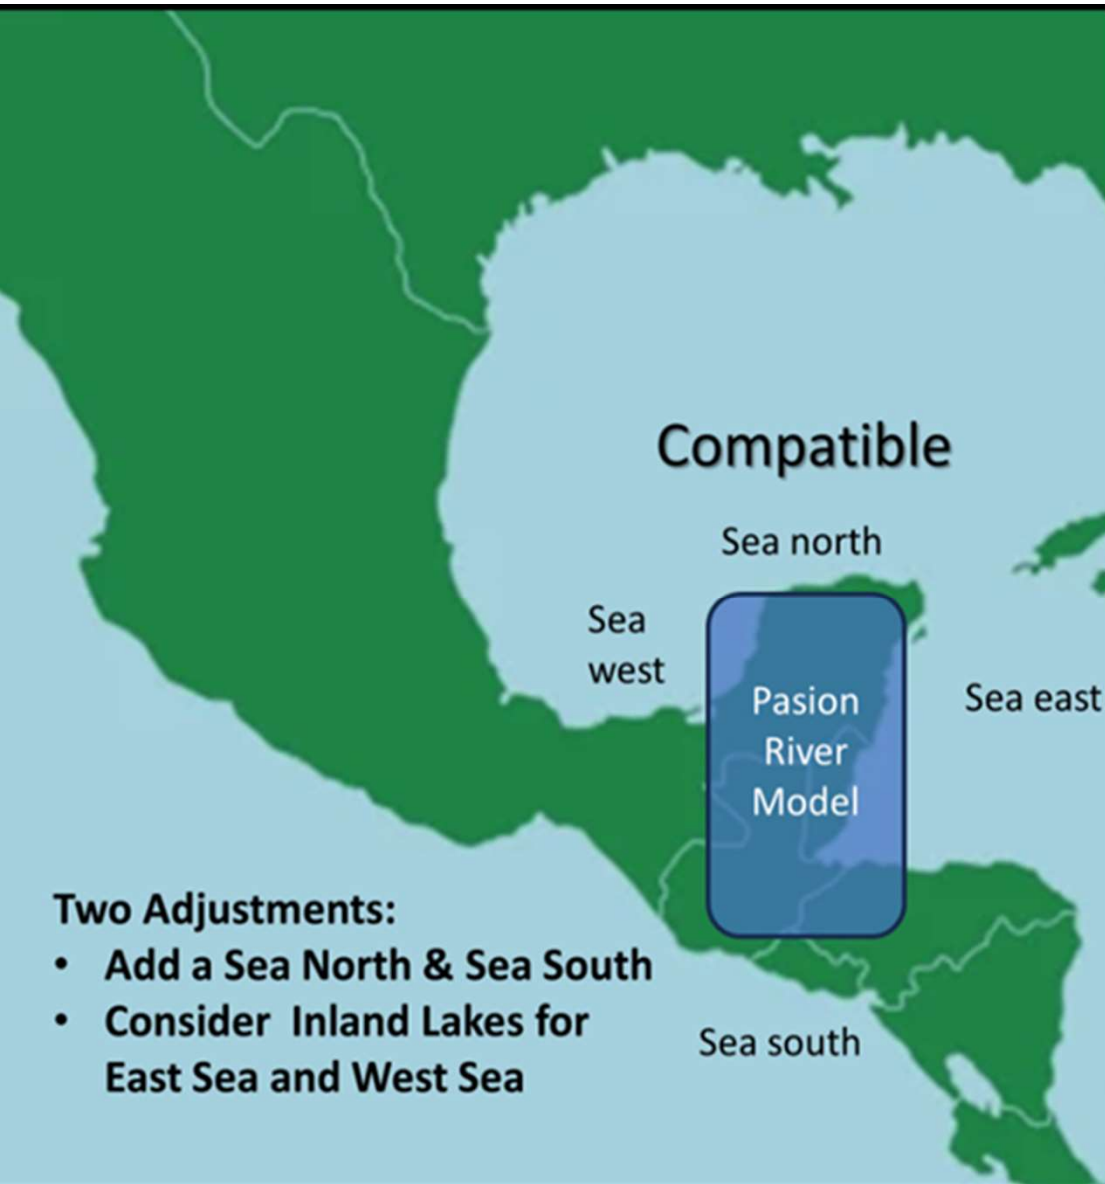 Compatible
Sea north
Sea
west
Sea east
Pasion
River
Model
Two Adjustments:
• Add a Sea North & Sea South
• Consider Inland Lakes for
East Sea and West Sea
Sea south